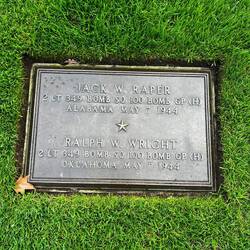 JACK W. RAPER
2 LT 349 BOMB SQ 100 BOMB GP (H)
ALABAMA MAY 7 1944
RALPH W. WRIGHT
2 LT 349 BOMB SQ 100 BOMB GP (H)
OKLAHOMA MAY 7 1944